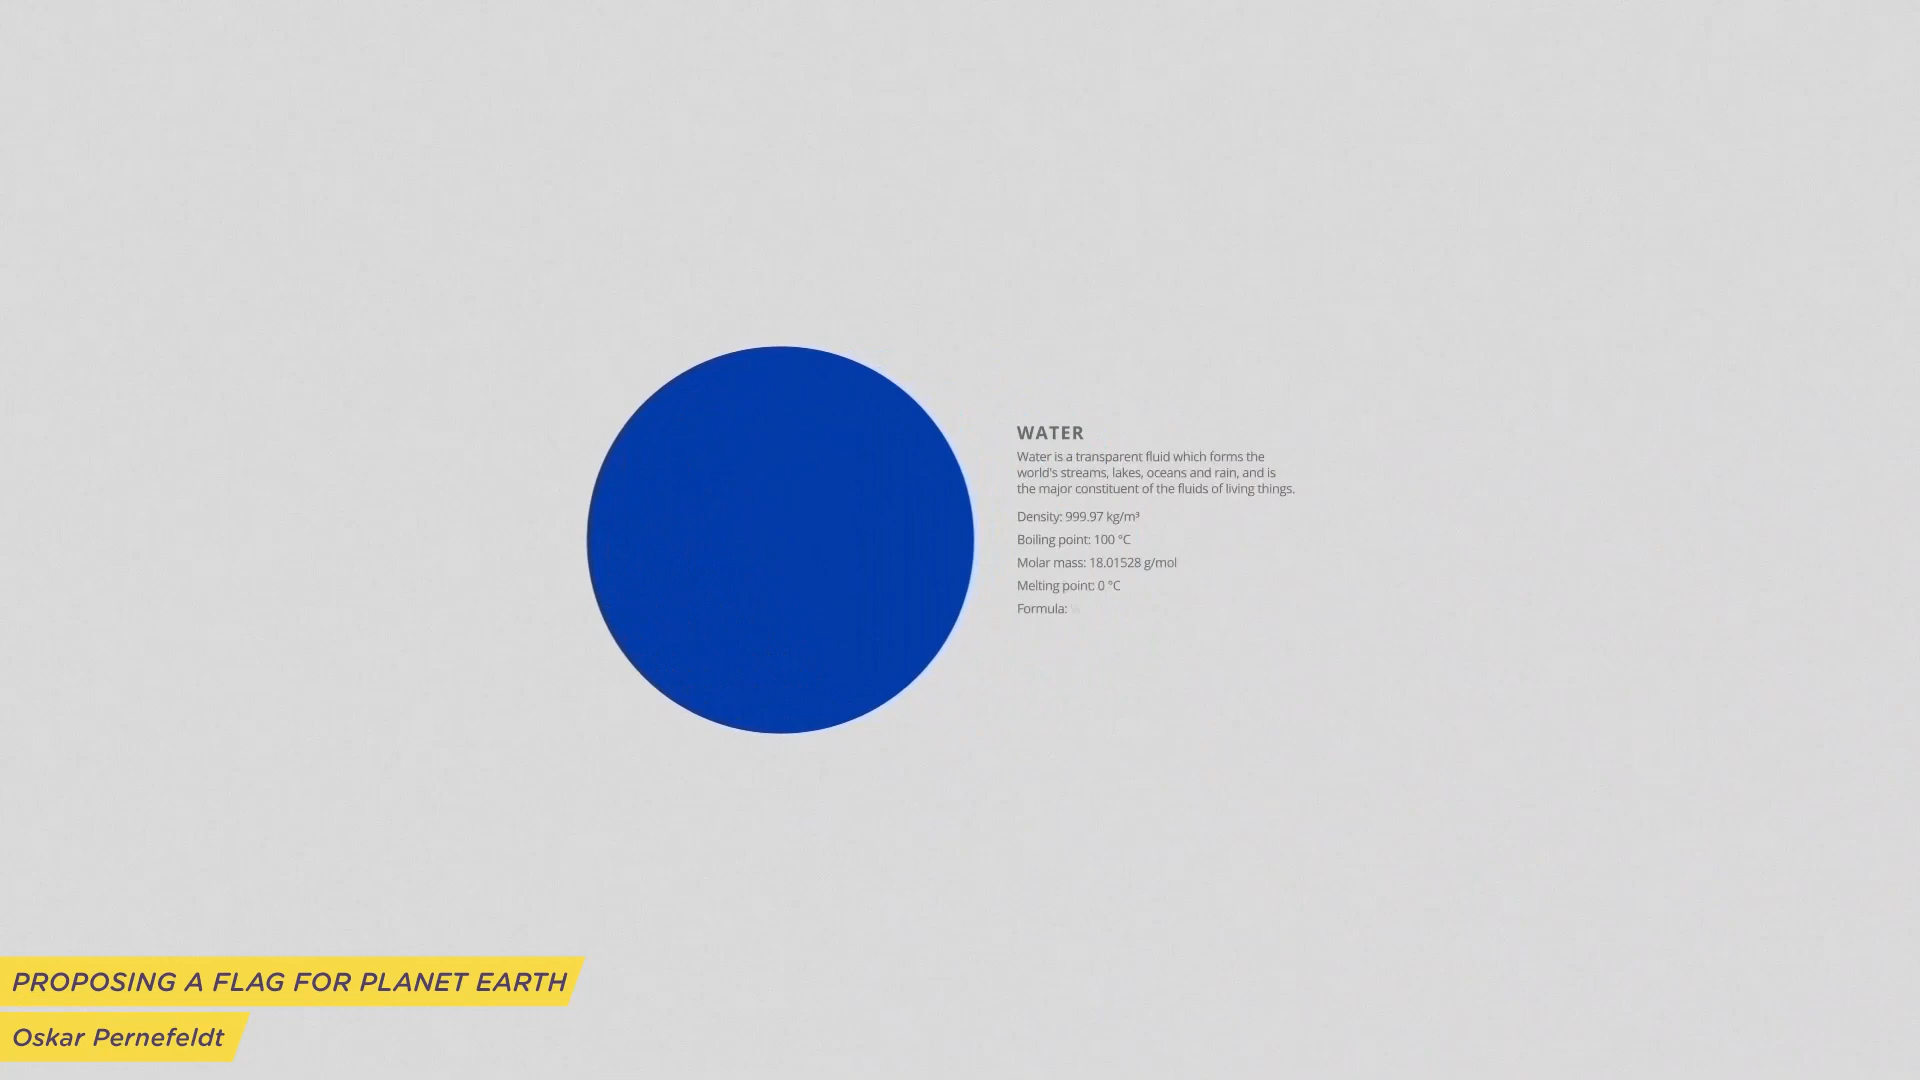 WATER
Water is a transparent fluid which forms the
world's streams, lakes, oceans and rain, and is
the major constituent of the fluids of living things.
Density: 999.97 kg/m³
Boiling point: 100 °C
Molar mass: 18.01528 g/mol
Melting point: 0 °C
Formula:
PROPOSING A FLAG FOR PLANET EARTH
Oskar Pernefeldt